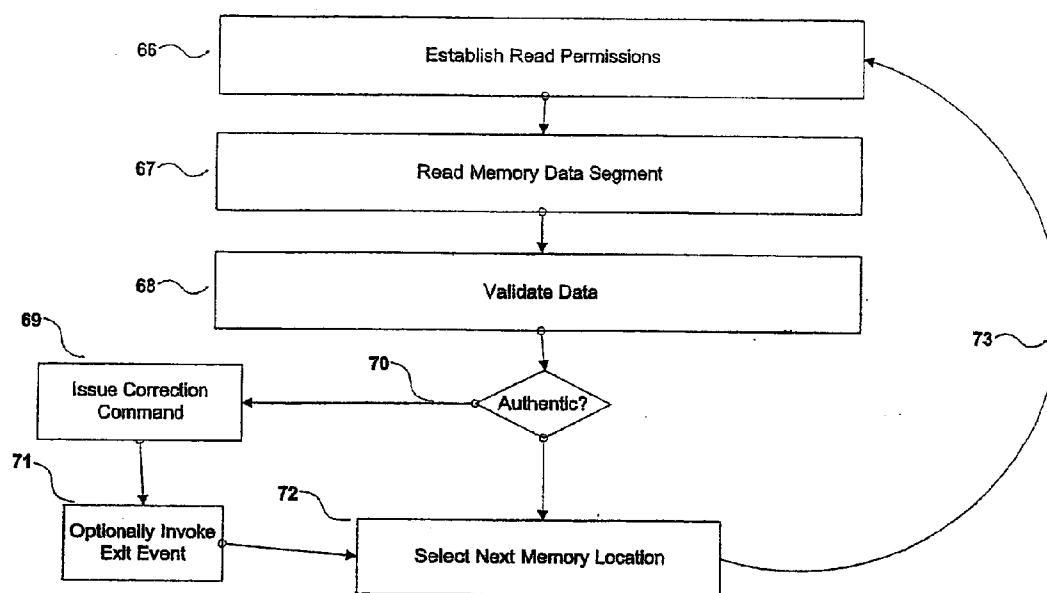 66
Establish Read Permissions
67
Read Memory Data Segment
68
Validate Data
69
70
73
Issue Correction
Command
Authentic?
71
72
Optionally Invoke
Exit Event
Select Next Memory Location